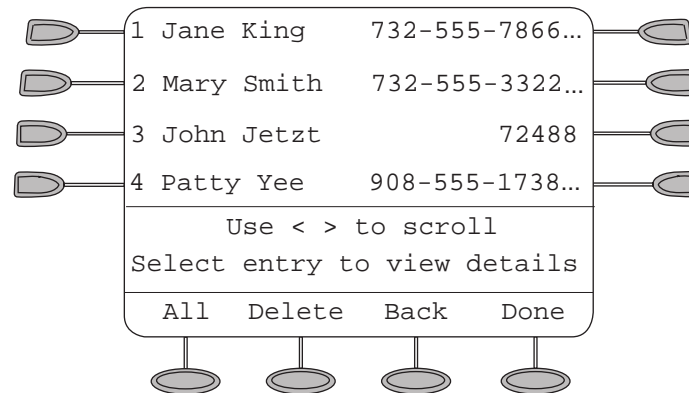 1 Jane King 732-555-7866...
2 Mary Smith 732-555-3322...
3 John Jetzt 72488
4 Patty Yee 908-555-1738...
Use < > to scroll
Select entry to view details
All Delete Back Done